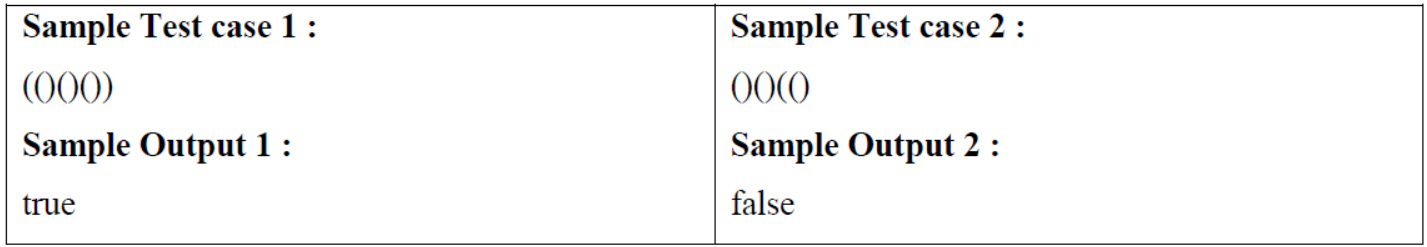 Sample Test case 1 :
(()()())
Sample Output 1 :
true
Sample Test case 2 :
()()(()
Sample Output 2 :
false